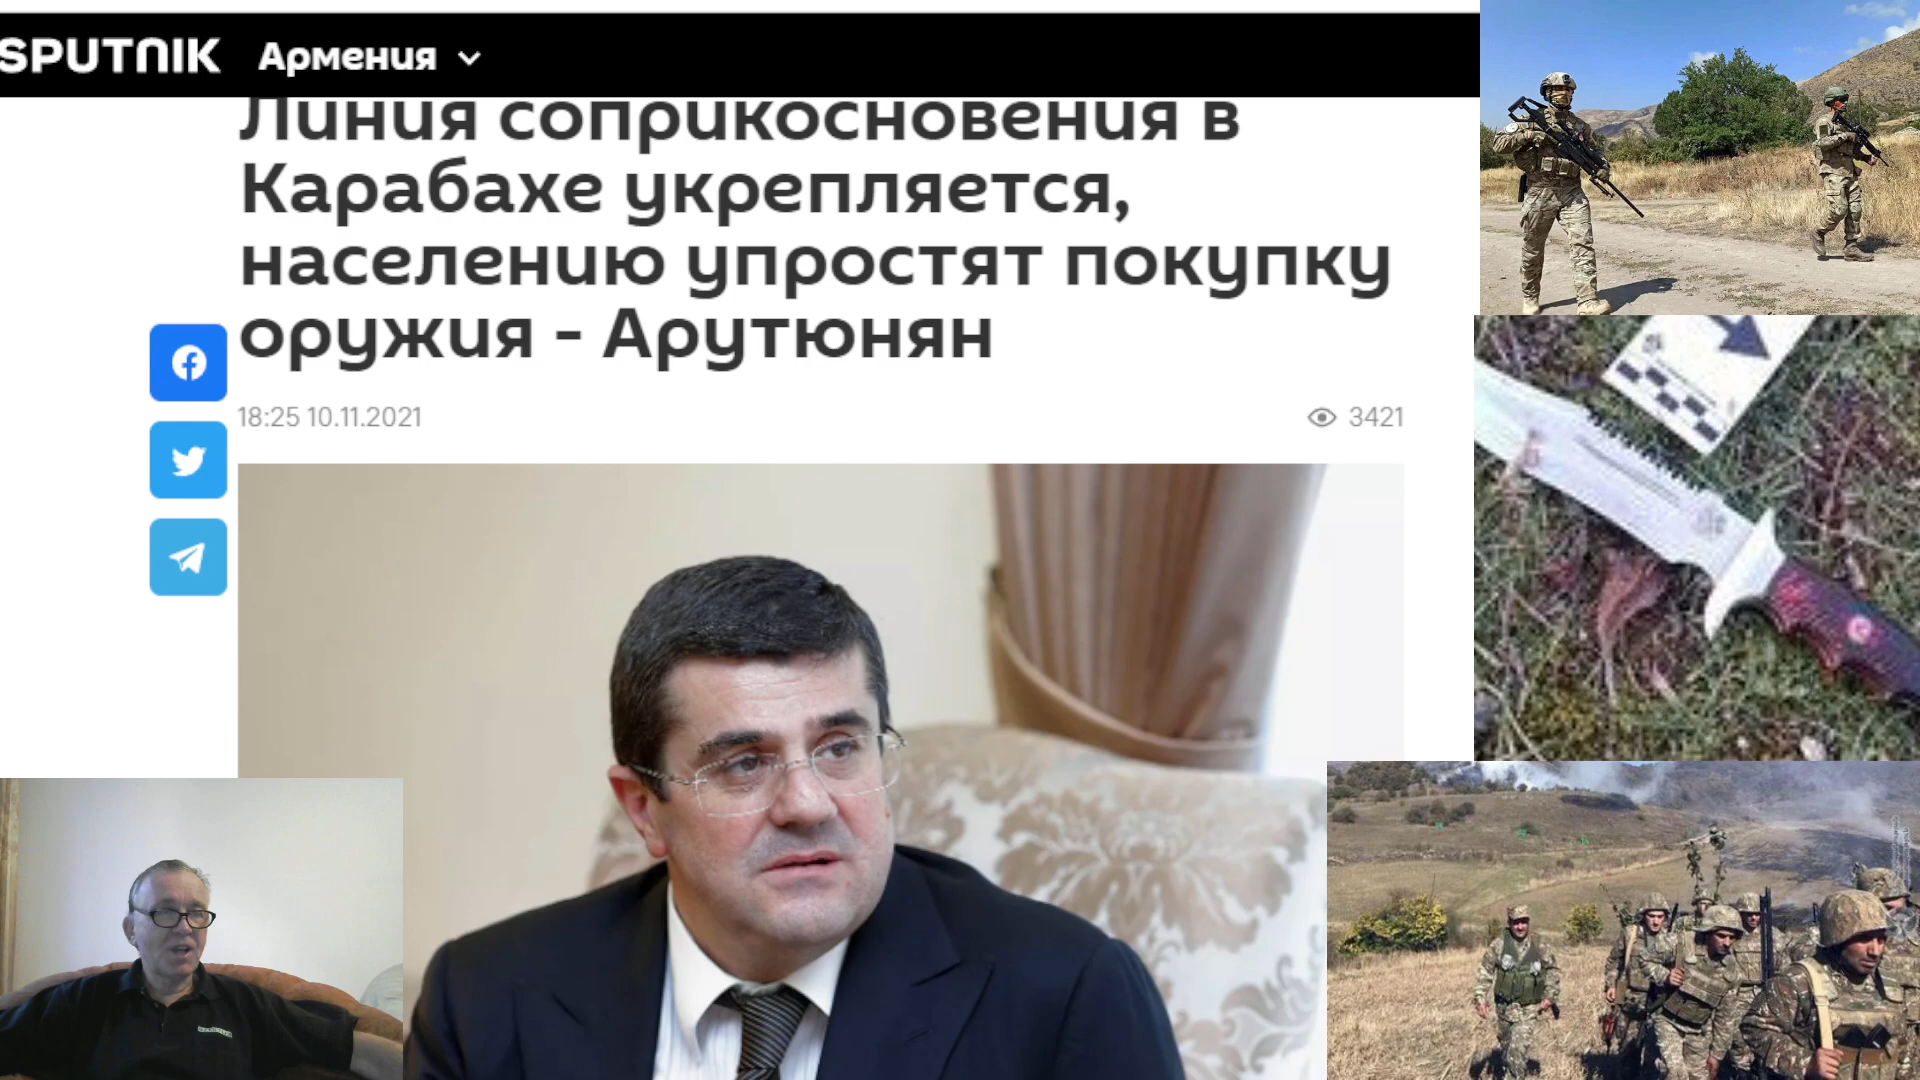 SPUTNIK Армения
Линия соприкосновения в
Карабахе укрепляется,
населению упростят покупку
оружия - Арутюнян
18:25 10.11.2021
3421